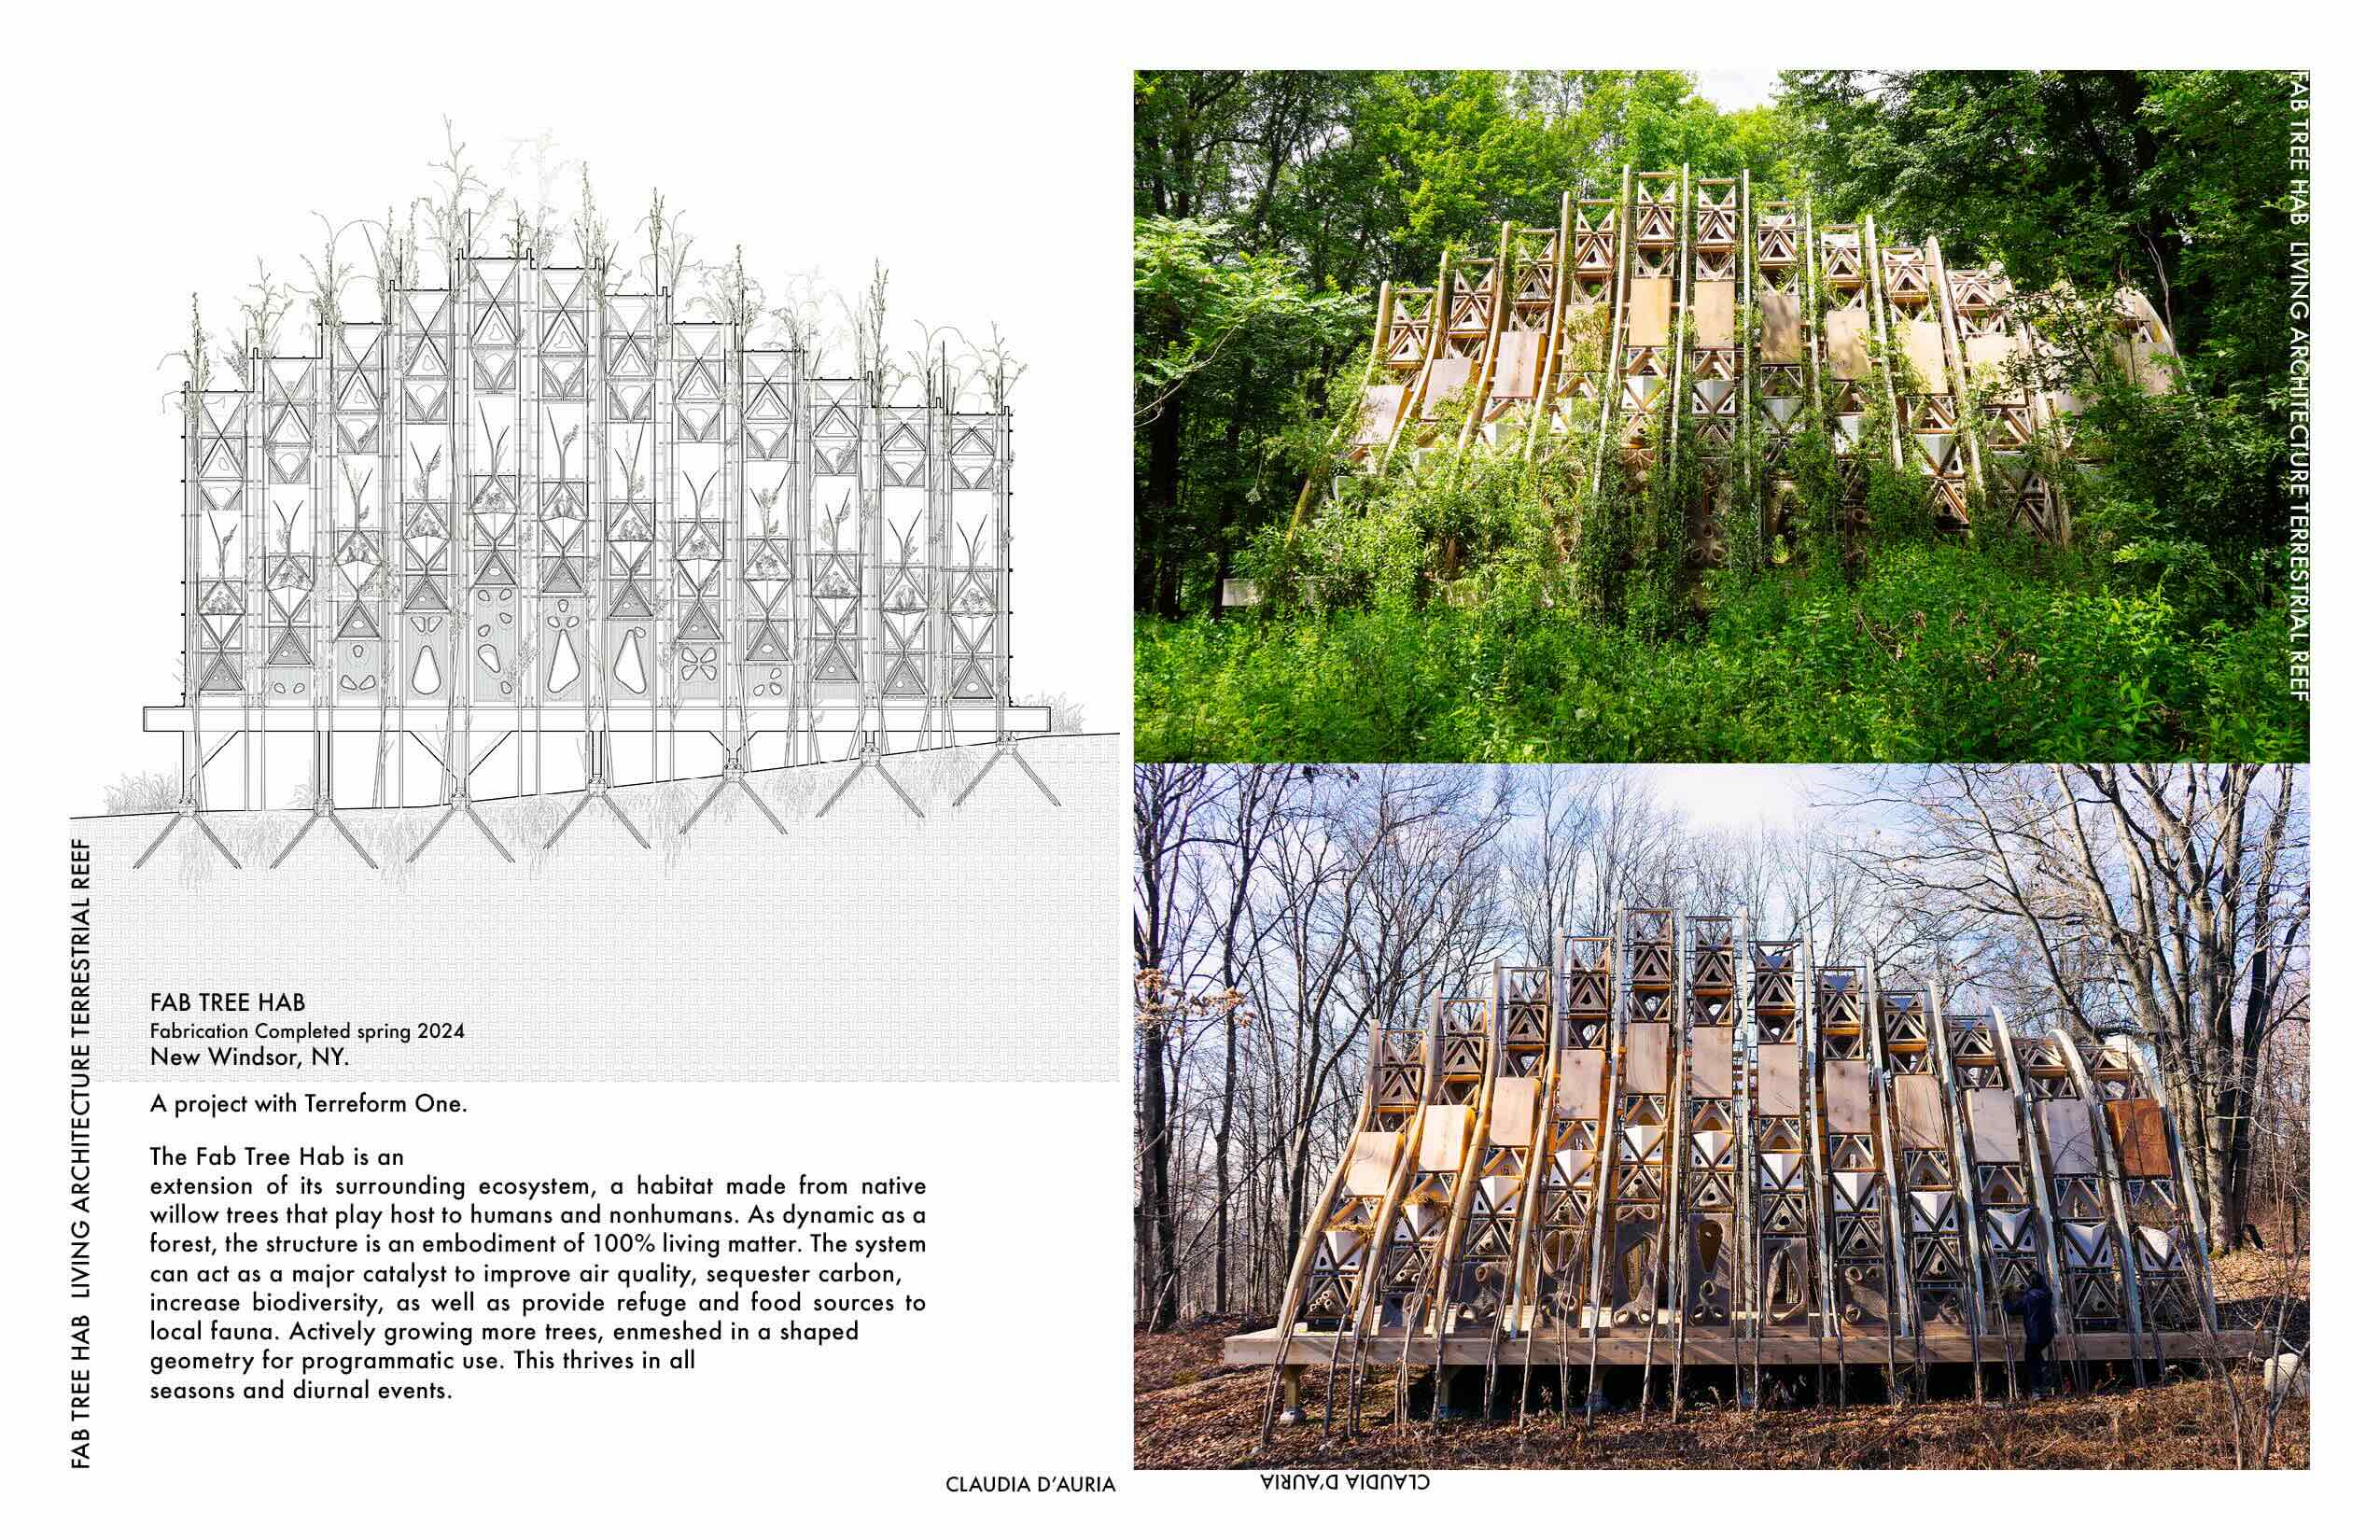 FAB TREE HAB LIVING ARCHITECTURE TERRESTRIAL REEF
FAB TREE HAB
Fabrication Completed spring 2024
New Windsor, NY.
A project with Terreform One.
The Fab Tree Hab is an
extension of its surrounding ecosystem, a habitat made from native
willow trees that play host to humans and nonhumans. As dynamic as a
forest, the structure is an embodiment of 100% living matter. The system
can act as a major catalyst to improve air quality, sequester carbon,
increase biodiversity, as well as provide refuge and food sources to
local fauna. Actively growing more trees, enmeshed in a shaped
geometry for programmatic use. This thrives in all
seasons and diurnal events.
CLAUDIA D’AURIA
FAB TREE HAB LIVING ARCHITECTURE TERRESTRIAL REEF
CLAUDIA D’AURIA